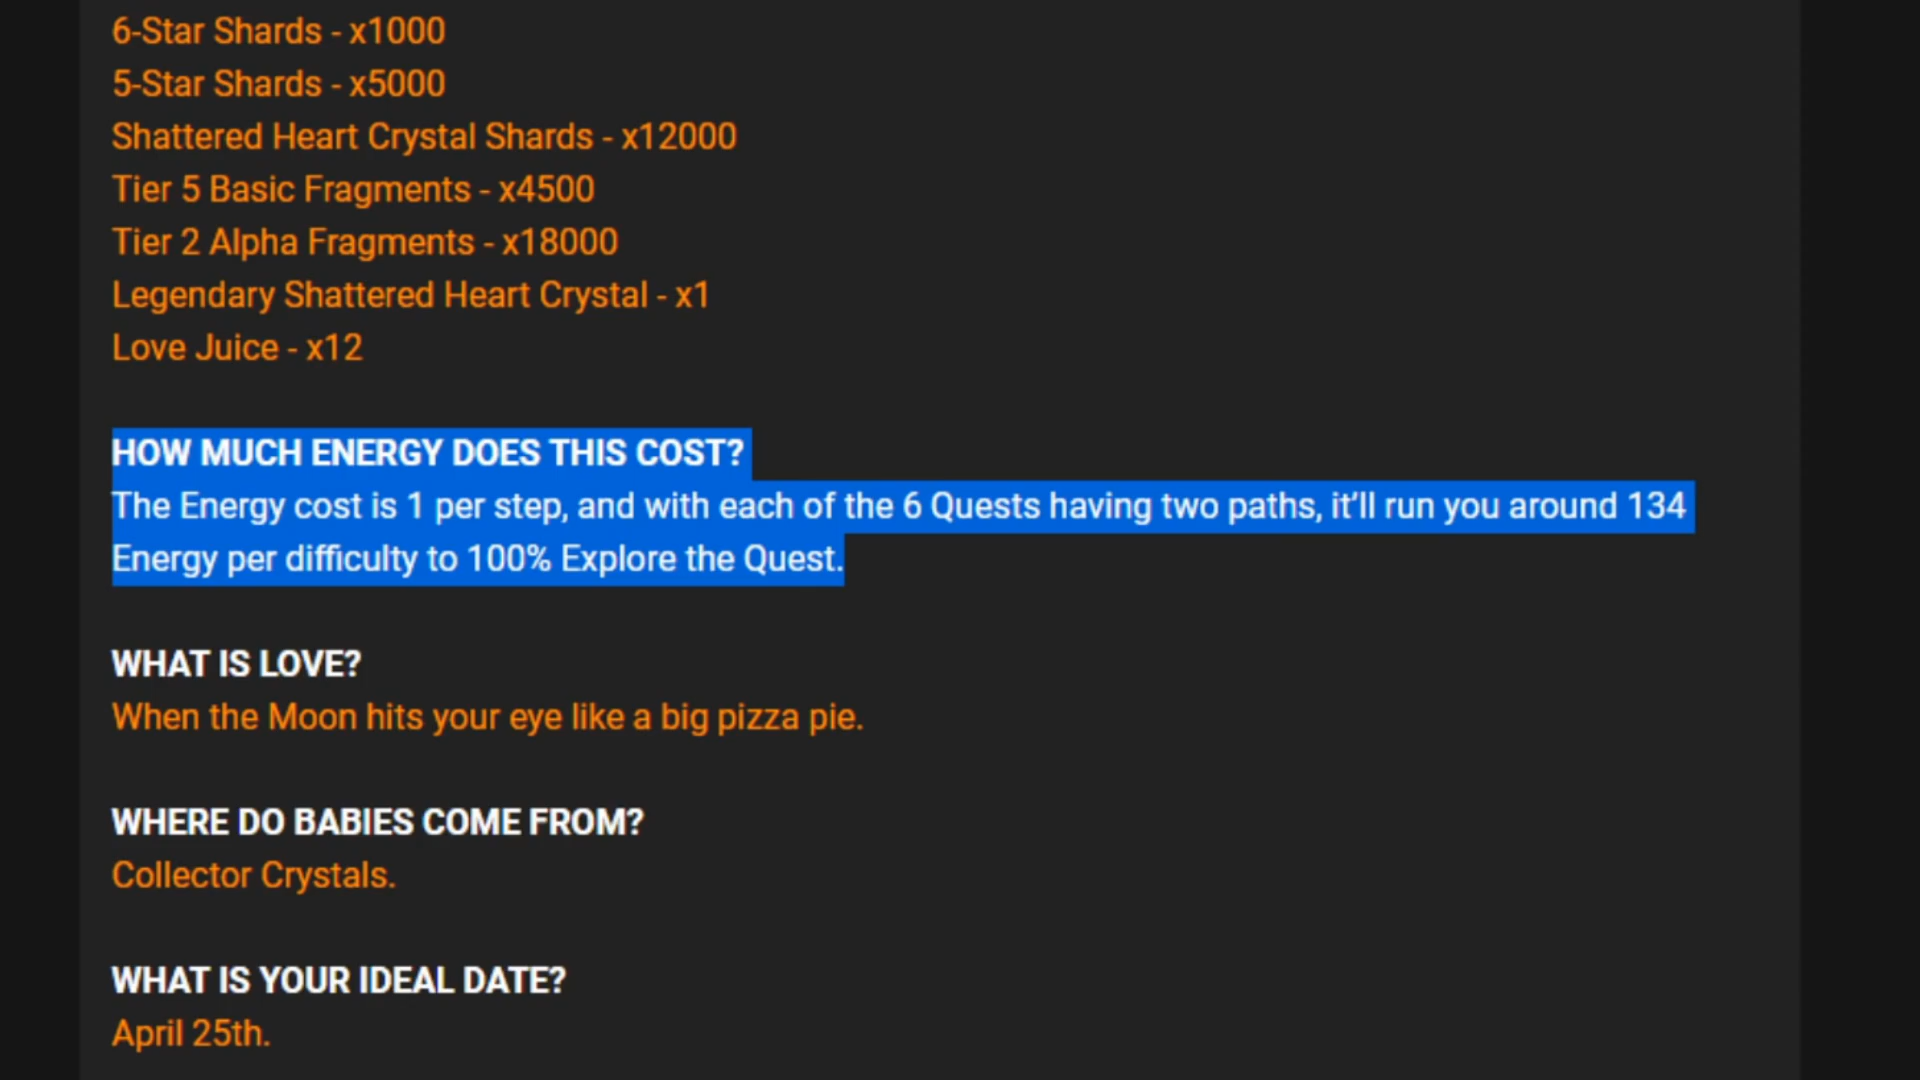 6-Star Shards - x1000
5-Star Shards - x5000
Shattered Heart Crystal Shards - x12000
Tier 5 Basic Fragments - x4500
Tier 2 Alpha Fragments - x18000
Legendary Shattered Heart Crystal - x1
Love Juice - x12
HOW MUCH ENERGY DOES THIS COST?
The Energy cost is 1 per step, and with each of the 6 Quests having two paths, it’ll run you around 134
Energy per difficulty to 100% Explore the Quest.
WHAT IS LOVE?
When the Moon hits your eye like a big pizza pie.
WHERE DO BABIES COME FROM?
Collector Crystals.
WHAT IS YOUR IDEAL DATE?
April 25th.